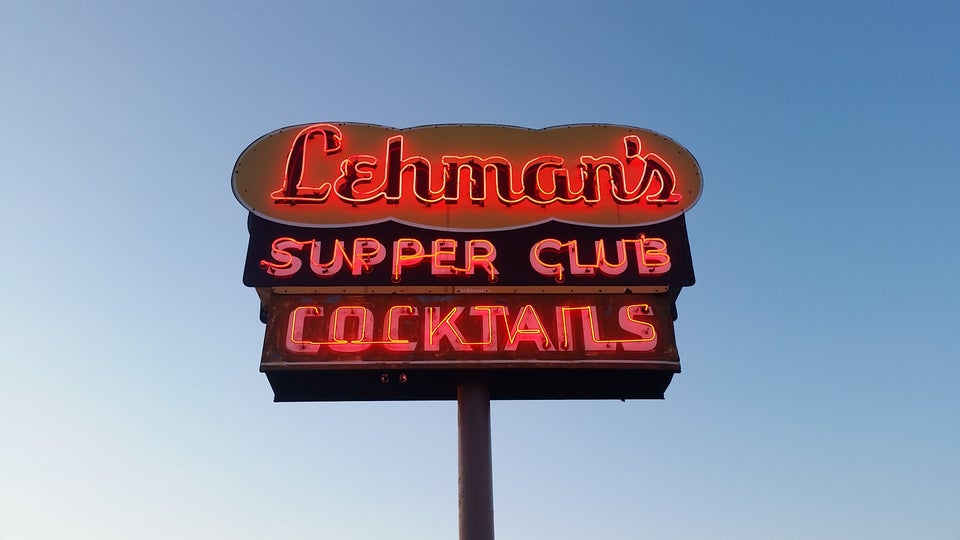 Lehman's
SUPPER CLUB
COCKTAILS